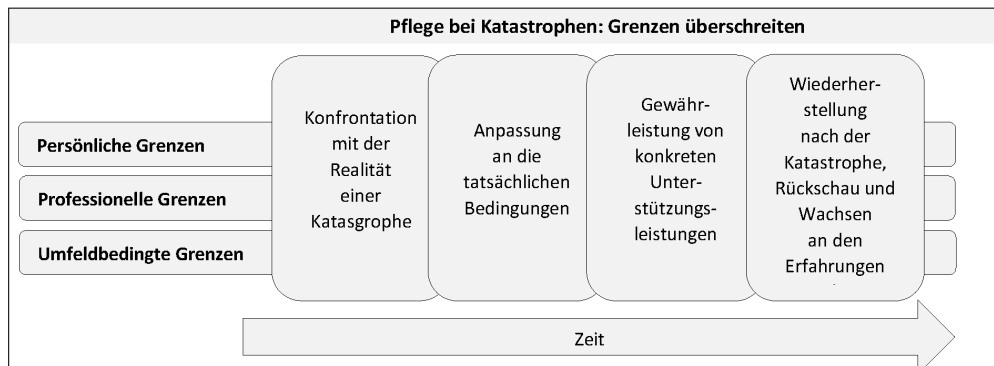 Pflege bei Katastrophen: Grenzen überschreiten
Persönliche Grenzen
Professionelle Grenzen
Umfeldbedingte Grenzen
Konfrontation
mit der
Realität
einer
Katasgrophe
Anpassung
an die
tatsächlichen
Bedingungen
Gewähr-
leistung von
konkreten
Unter-
stützungs-
leistungen
Wiederher-
stellung
nach der
Katastrophe,
Rückschau und
Wachsen
an den
Erfahrungen
Zeit